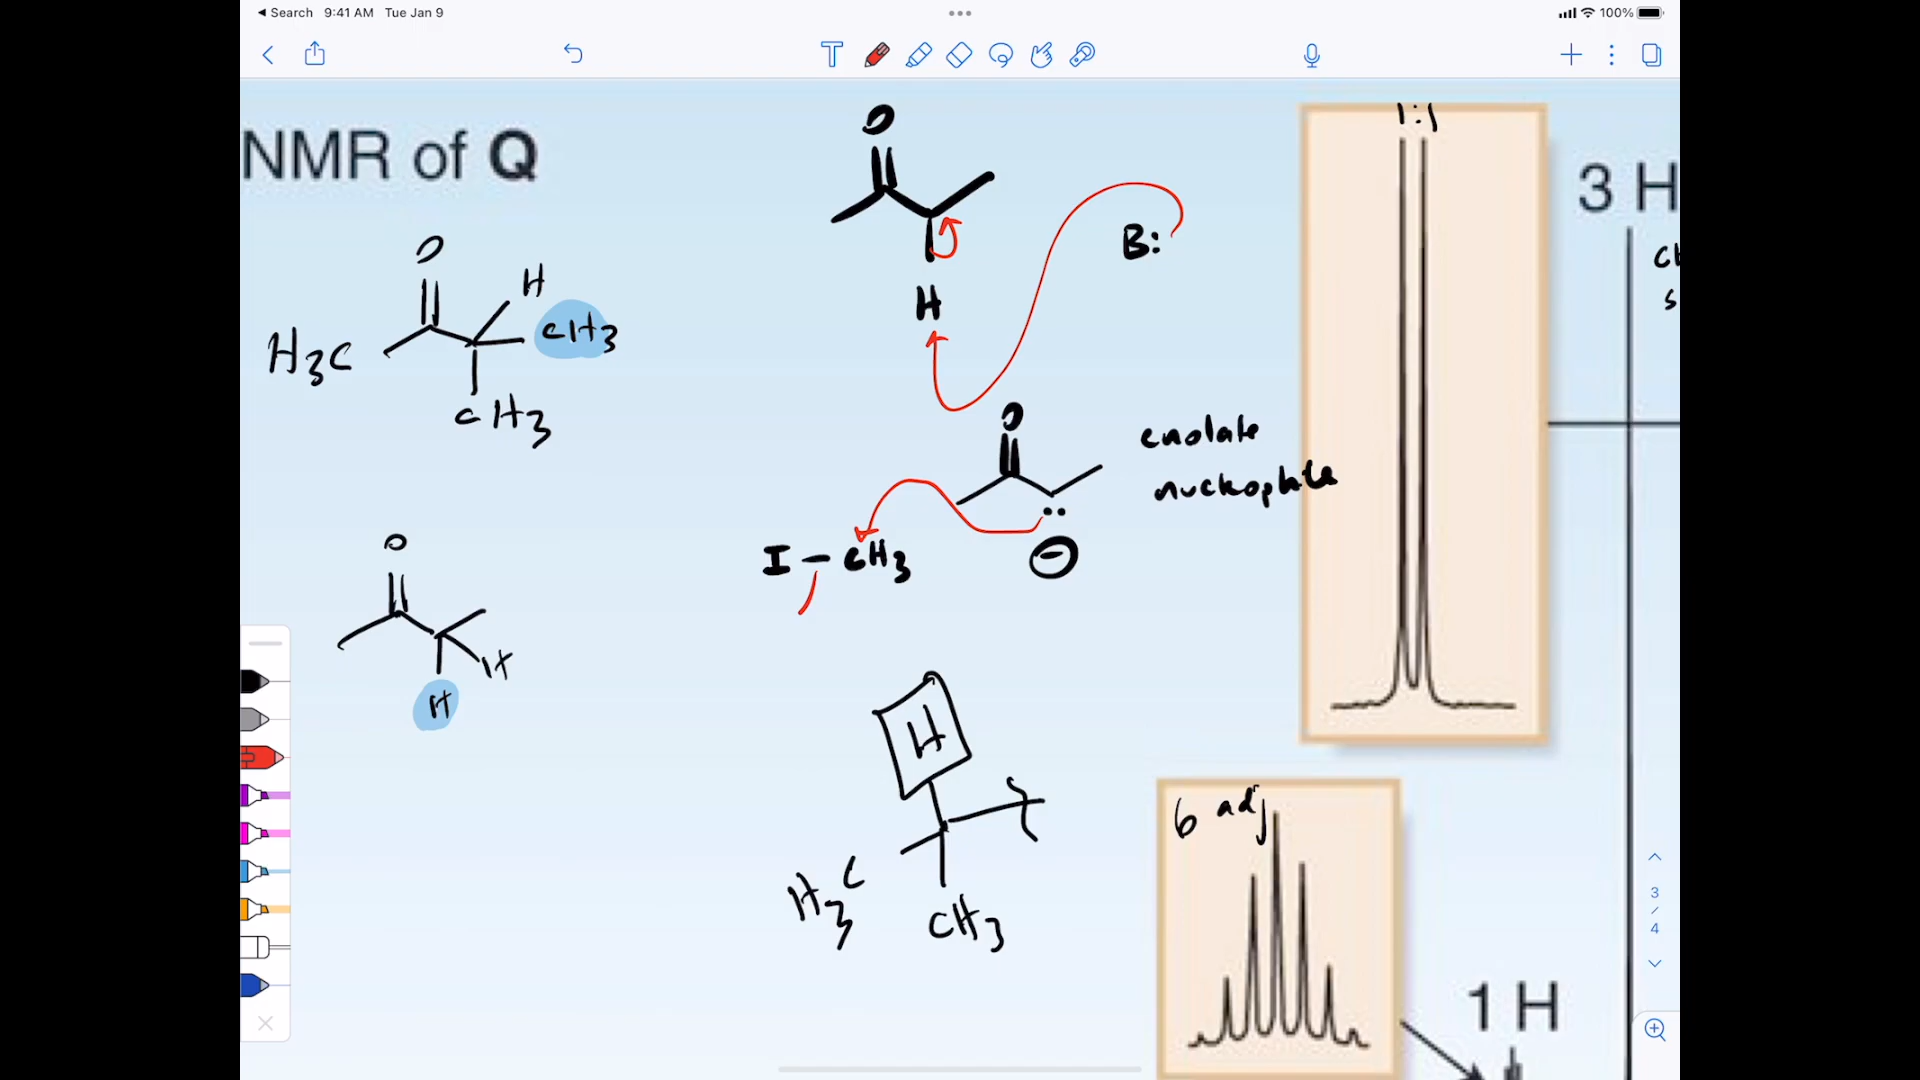 Search 9:41 AM Tue Jan 9
100%
NMR of Q
O
H
CH3
H3C
CH3
O
H
H
O
B:
H
O
enolate
nucleophile
I - CH3
H
H3C
CH3
1:1
3 H
6 adj
1 H
3
/
4